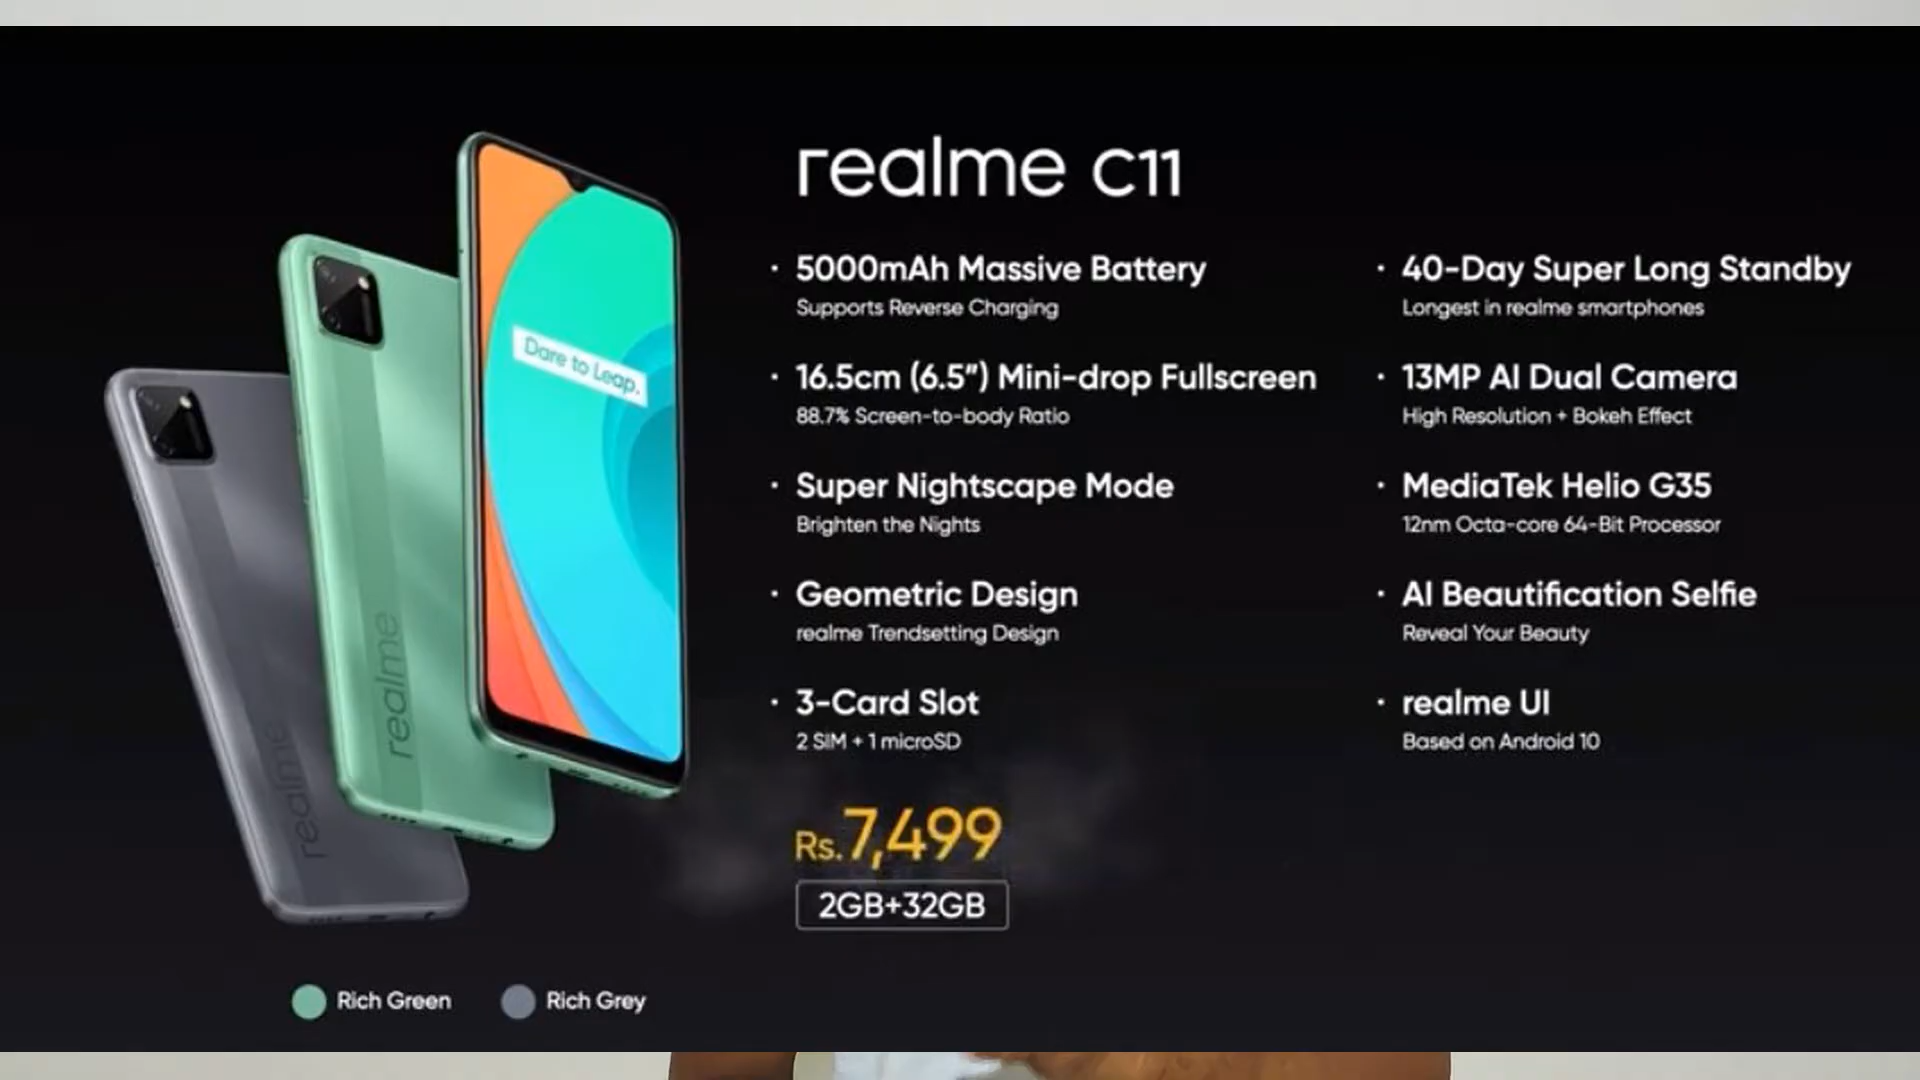 realme C11
· 5000mAh Massive Battery
Supports Reverse Charging
· 16.5cm (6.5") Mini-drop Fullscreen
88.7% Screen-to-body Ratio
· Super Nightscape Mode
Brighten the Nights
· Geometric Design
realme Trendsetting Design
· 3-Card Slot
2 SIM + 1 microSD
· 40-Day Super Long Standby
Longest in realme smartphones
· 13MP AI Dual Camera
High Resolution + Bokeh Effect
· MediaTek Helio G35
12nm Octa-core 64-Bit Processor
· AI Beautification Selfie
Reveal Your Beauty
· realme UI
Based on Android 10
Rs.7,499
2GB+32GB
Dare to Leap.
realme
realme
Rich Green
Rich Grey